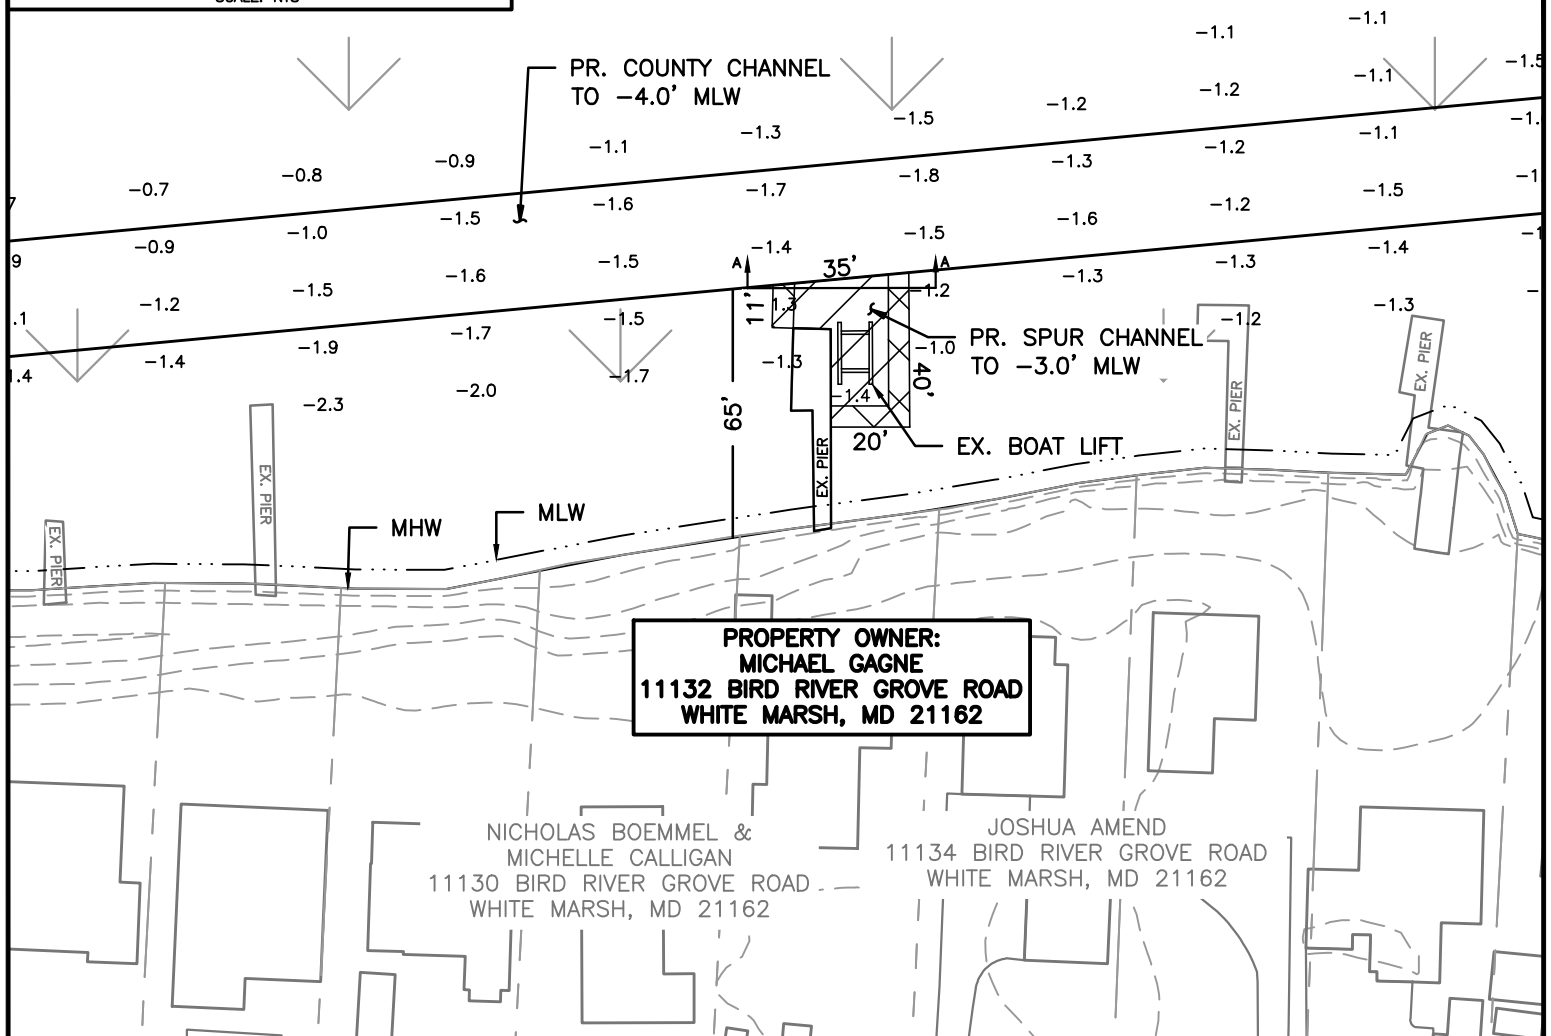 -1.1
-1.1
PR. COUNTY CHANNEL
TO -4.0' MLW
-1.5
-1.1
-1.2
-1.2
-1.5
-1.3
-1.1
-1.1
-0.9
-1.2
-1.3
-0.8
-0.7
-1.8
-1.7
-1.5
-1.6
-1.2
-1.5
-1.6
-1.0
-0.9
-1.5
-1.4
-1.4
-1.3
-1.3
-1.5
-1.6
A
35'
A
-1.5
-1.2
11'
-1.2
1.3
-1.3
-1.5
-1.2
-1.7
-1.9
-1.4
-1.3
-1.0
PR. SPUR CHANNEL
TO -3.0' MLW
-1.7
-2.0
-2.3
-1.4
40'
65'
20'
EX. BOAT LIFT
EX. PIER
EX. PIER
EX. PIER
EX. PIER
EX. PIER
MLW
MHW
PROPERTY OWNER:
MICHAEL GAGNE
11132 BIRD RIVER GROVE ROAD
WHITE MARSH, MD 21162
NICHOLAS BOEMMEL &
MICHELLE CALLIGAN
11130 BIRD RIVER GROVE ROAD
WHITE MARSH, MD 21162
JOSHUA AMEND
11134 BIRD RIVER GROVE ROAD
WHITE MARSH, MD 21162